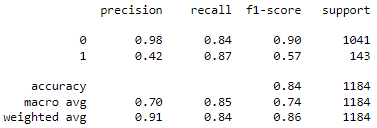 precision recall f1-score support
0 0.98 0.84 0.90 1041
1 0.42 0.87 0.57 143
accuracy 0.84 1184
macro avg 0.70 0.85 0.74 1184
weighted avg 0.91 0.84 0.86 1184